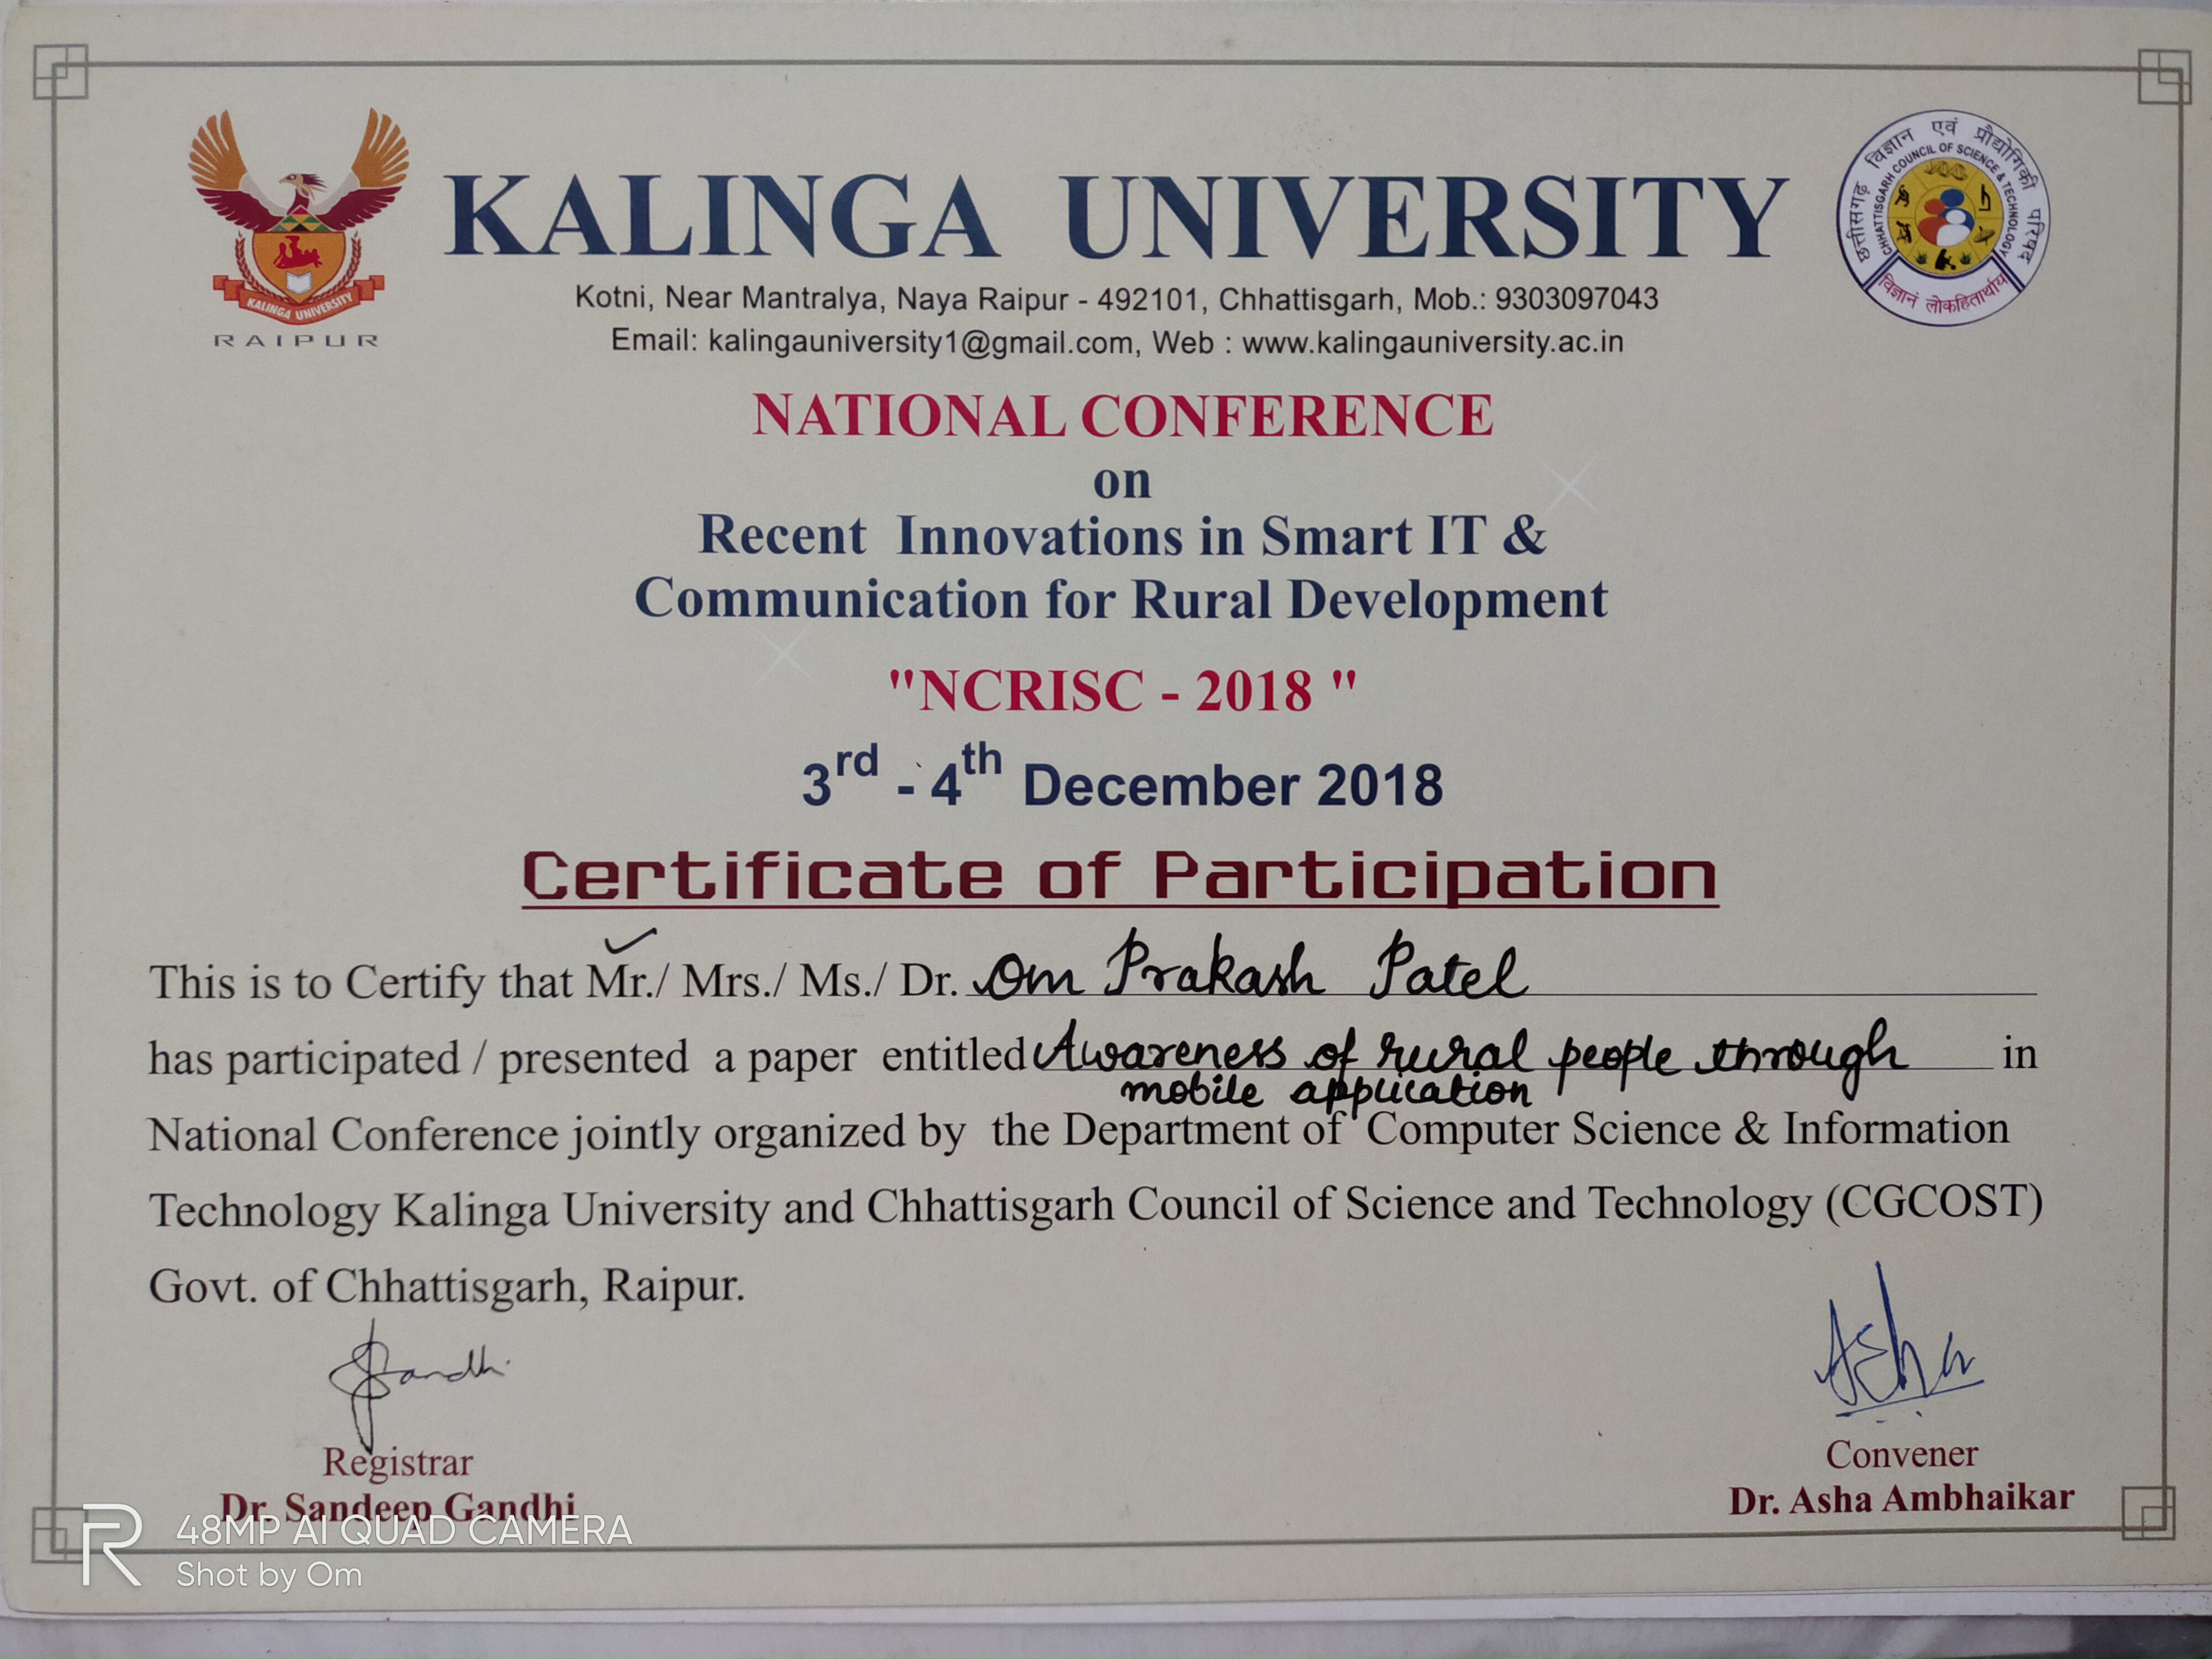 KALINGA UNIVERSITY
RAIPUR
KALINGA UNIVERSITY
छत्तीसगढ़ विज्ञान एवं प्रौद्योगिकी परिषद
CHHATTISGARH COUNCIL OF SCIENCE & TECHNOLOGY
विज्ञानं लोकहितार्थाय
Kotni, Near Mantralya, Naya Raipur - 492101, Chhattisgarh, Mob.: 9303097043
Email: kalingauniversity1@gmail.com, Web : www.kalingauniversity.ac.in
NATIONAL CONFERENCE
on
Recent Innovations in Smart IT &
Communication for Rural Development
"NCRISC - 2018 "
3rd - 4th December 2018
Certificate of Participation
This is to Certify that Mr./ Mrs./ Ms./ Dr. Om Prakash Patel
has participated / presented a paper entitled Awareness of rural people through in
mobile application
National Conference jointly organized by the Department of Computer Science & Information
Technology Kalinga University and Chhattisgarh Council of Science and Technology (CGCOST)
Govt. of Chhattisgarh, Raipur.
SGandhi
Asha
Registrar
Dr. Sandeep Gandhi
Convener
Dr. Asha Ambhaikar
R 48MP AI QUAD CAMERA
Shot by Om